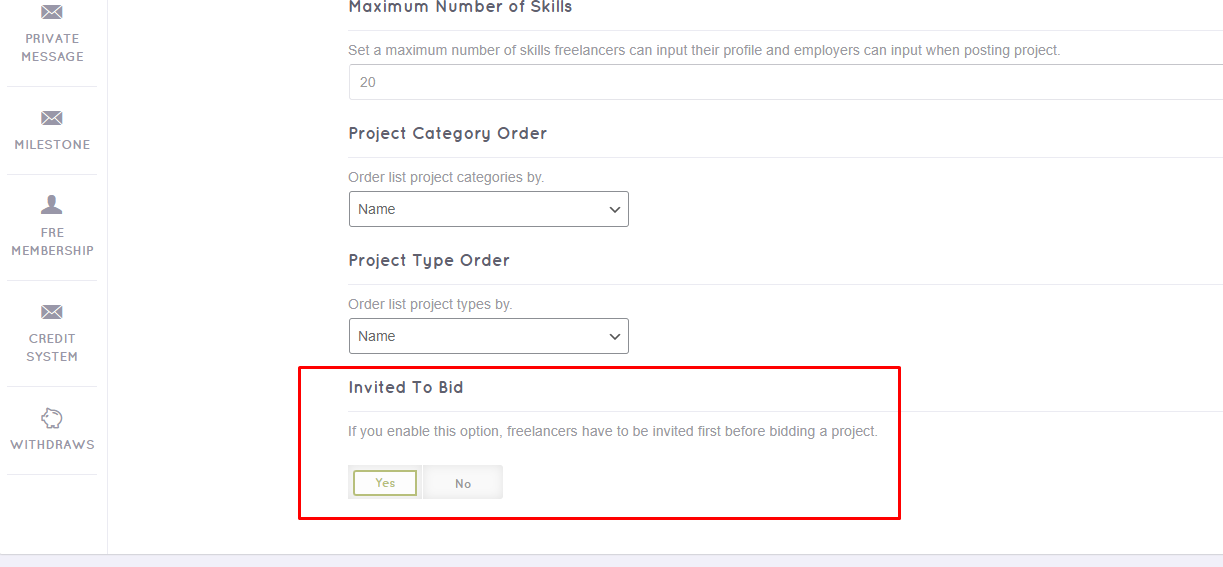 PRIVATE
MESSAGE
MILESTONE
FRE
MEMBERSHIP
CREDIT
SYSTEM
WITHDRAWS
Maximum Number of Skills
Set a maximum number of skills freelancers can input their profile and employers can input when posting project.
20
Project Category Order
Order list project categories by.
Name
Project Type Order
Order list project types by.
Name
Invited To Bid
If you enable this option, freelancers have to be invited first before bidding a project.
Yes No